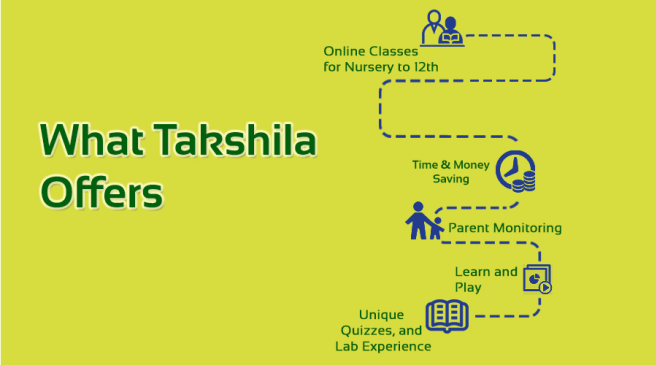 What Takshila
Offers
Online Classes
for Nursery to 12th
Time & Money
Saving
Parent Monitoring
Learn and
Play
Unique
Quizzes, and
Lab Experience